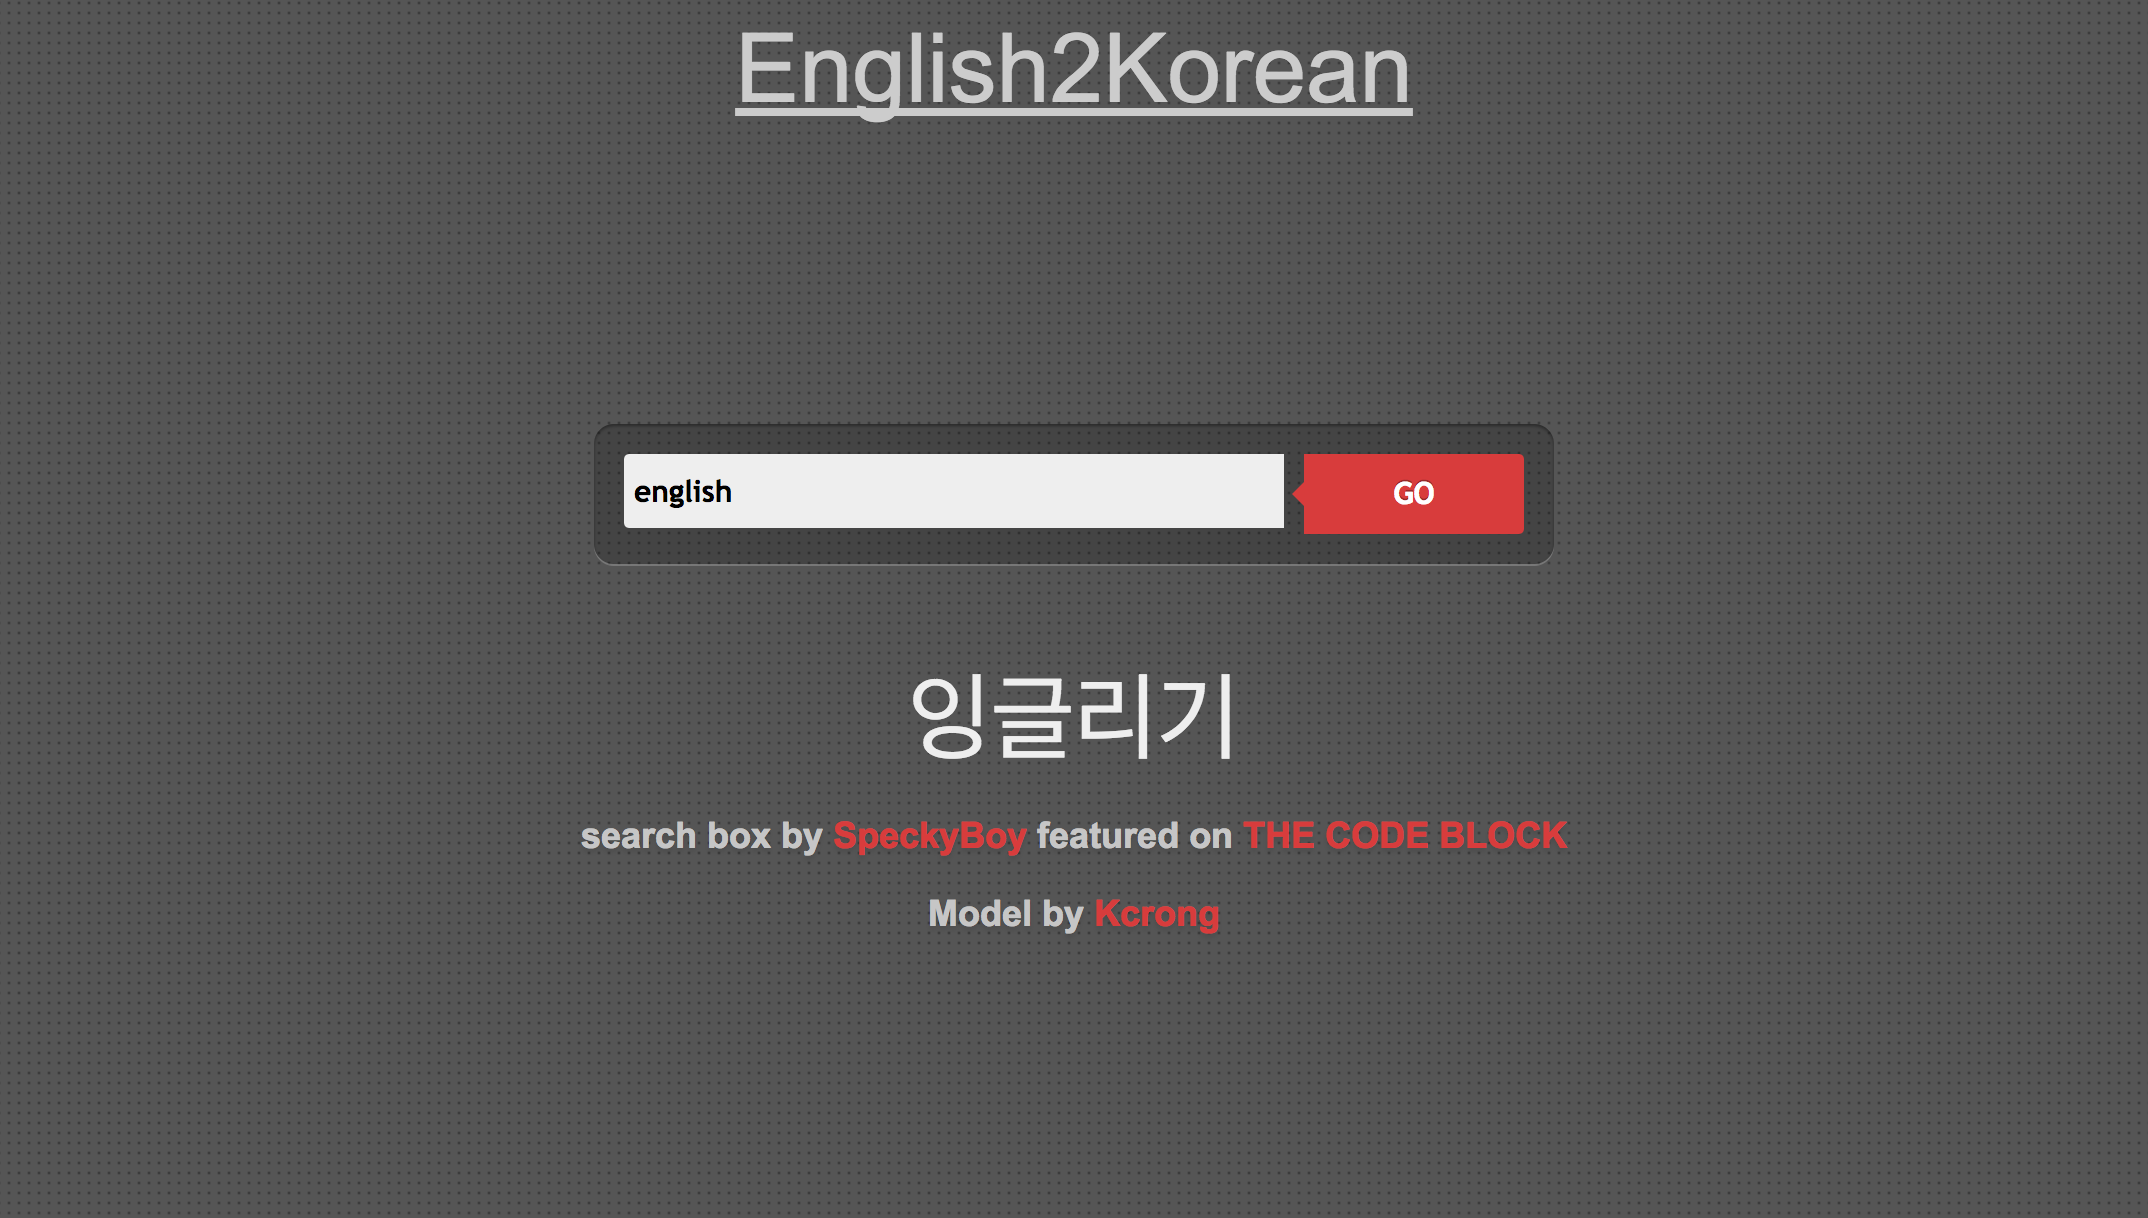 English2Korean
english
GO
잉글리기
search box by SpeckyBoy featured on THE CODE BLOCK
Model by Kcrong